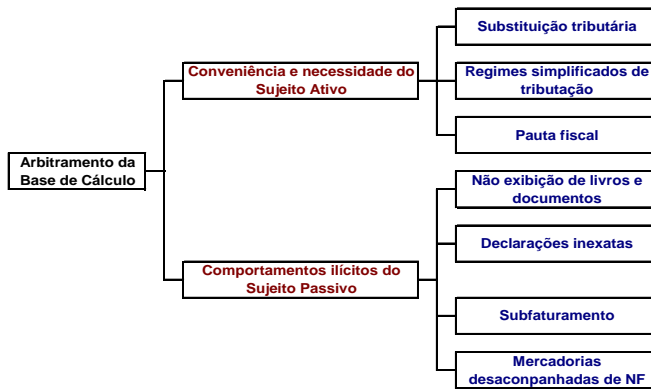 Arbitramento da
Base de Cálculo
Conveniência e necessidade do
Sujeito Ativo
Substituição tributária
Regimes simplificados de
tributação
Pauta fiscal
Comportamentos ilícitos do
Sujeito Passivo
Não exibição de livros e
documentos
Declarações inexatas
Subfaturamento
Mercadorias
desaconpanhadas de NF